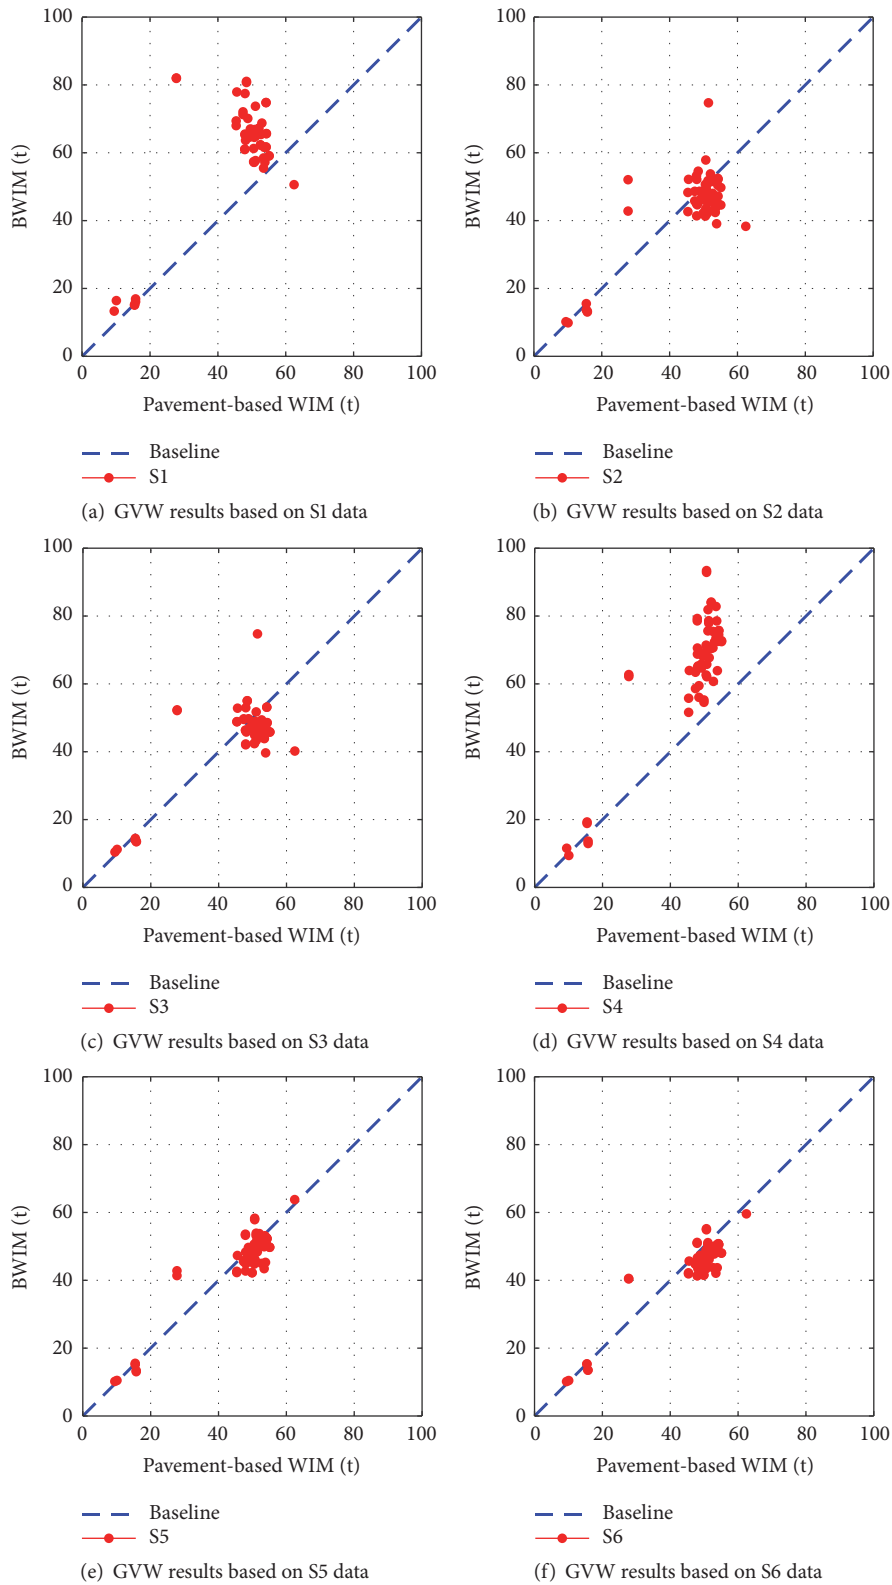 100
80
60
40
20
0
BWIM (t)
0 20 40 60 80 100
Pavement-based WIM (t)
Baseline
S1
(a) GVW results based on S1 data
100
80
60
40
20
0
BWIM (t)
0 20 40 60 80 100
Pavement-based WIM (t)
Baseline
S2
(b) GVW results based on S2 data
100
80
60
40
20
0
BWIM (t)
0 20 40 60 80 100
Pavement-based WIM (t)
Baseline
S3
(c) GVW results based on S3 data
100
80
60
40
20
0
BWIM (t)
0 20 40 60 80 100
Pavement-based WIM (t)
Baseline
S4
(d) GVW results based on S4 data
100
80
60
40
20
0
BWIM (t)
0 20 40 60 80 100
Pavement-based WIM (t)
Baseline
S5
(e) GVW results based on S5 data
100
80
60
40
20
0
BWIM (t)
0 20 40 60 80 100
Pavement-based WIM (t)
Baseline
S6
(f) GVW results based on S6 data